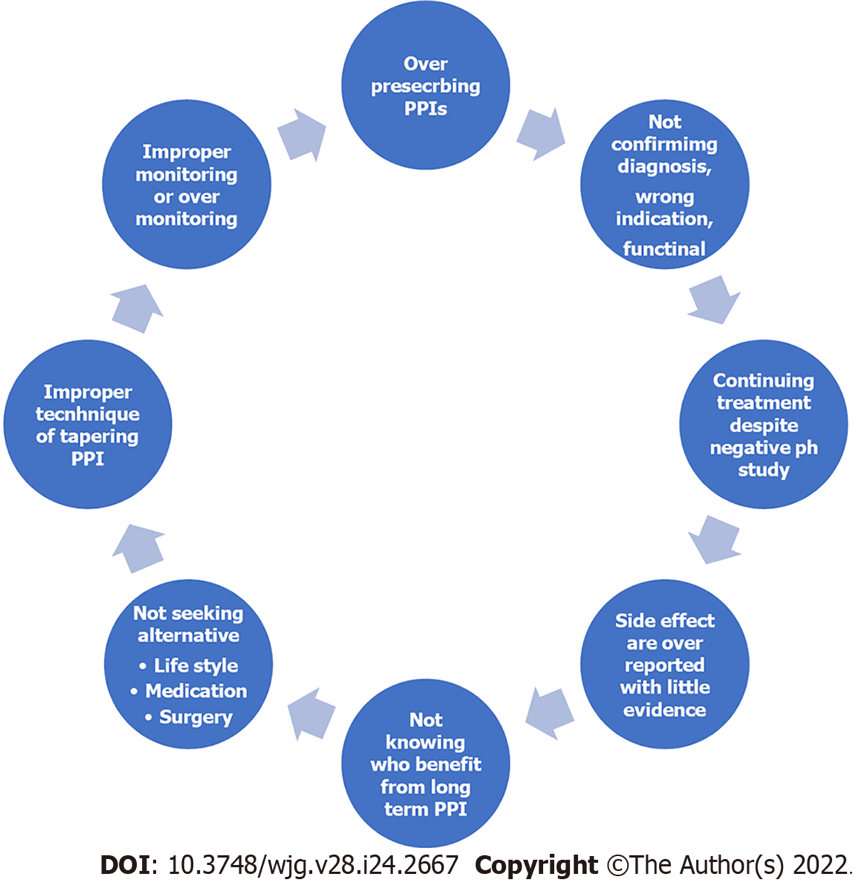 Over
presecrbing
PPIs
Not
confirmimg
diagnosis,
wrong
indication,
functinal
Continuing
treatment
despite
negative ph
study
Side effect
are over
reported
with little
evidence
Not
knowing
who benefit
from long
term PPI
Not seeking
alternative
• Life style
• Medication
• Surgery
Improper
tecnhnique
of tapering
PPI
Improper
monitoring
or over
monitoring
DOI: 10.3748/wjg.v28.i24.2667 Copyright ©The Author(s) 2022.